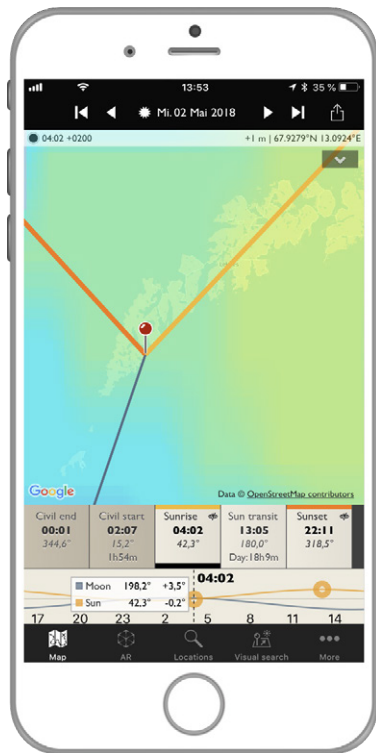 13:53
35 %
Mi. 02 Mai 2018
04:02 +0200
+1 m | 67.9279°N 13.0924°E
Google
Data © OpenStreetMap contributors
Civil end
00:01
344,6°
Civil start
02:07
15,2°
1h54m
Sunrise
04:02
42,3°
Sun transit
13:05
180,0°
Day:18h9m
Sunset
22:11
318,5°
04:02
Moon 198,2° +3,5°
Sun 42,3° -0,2°
17 20 23 2 5 8 11 14
Map AR Locations Visual search More